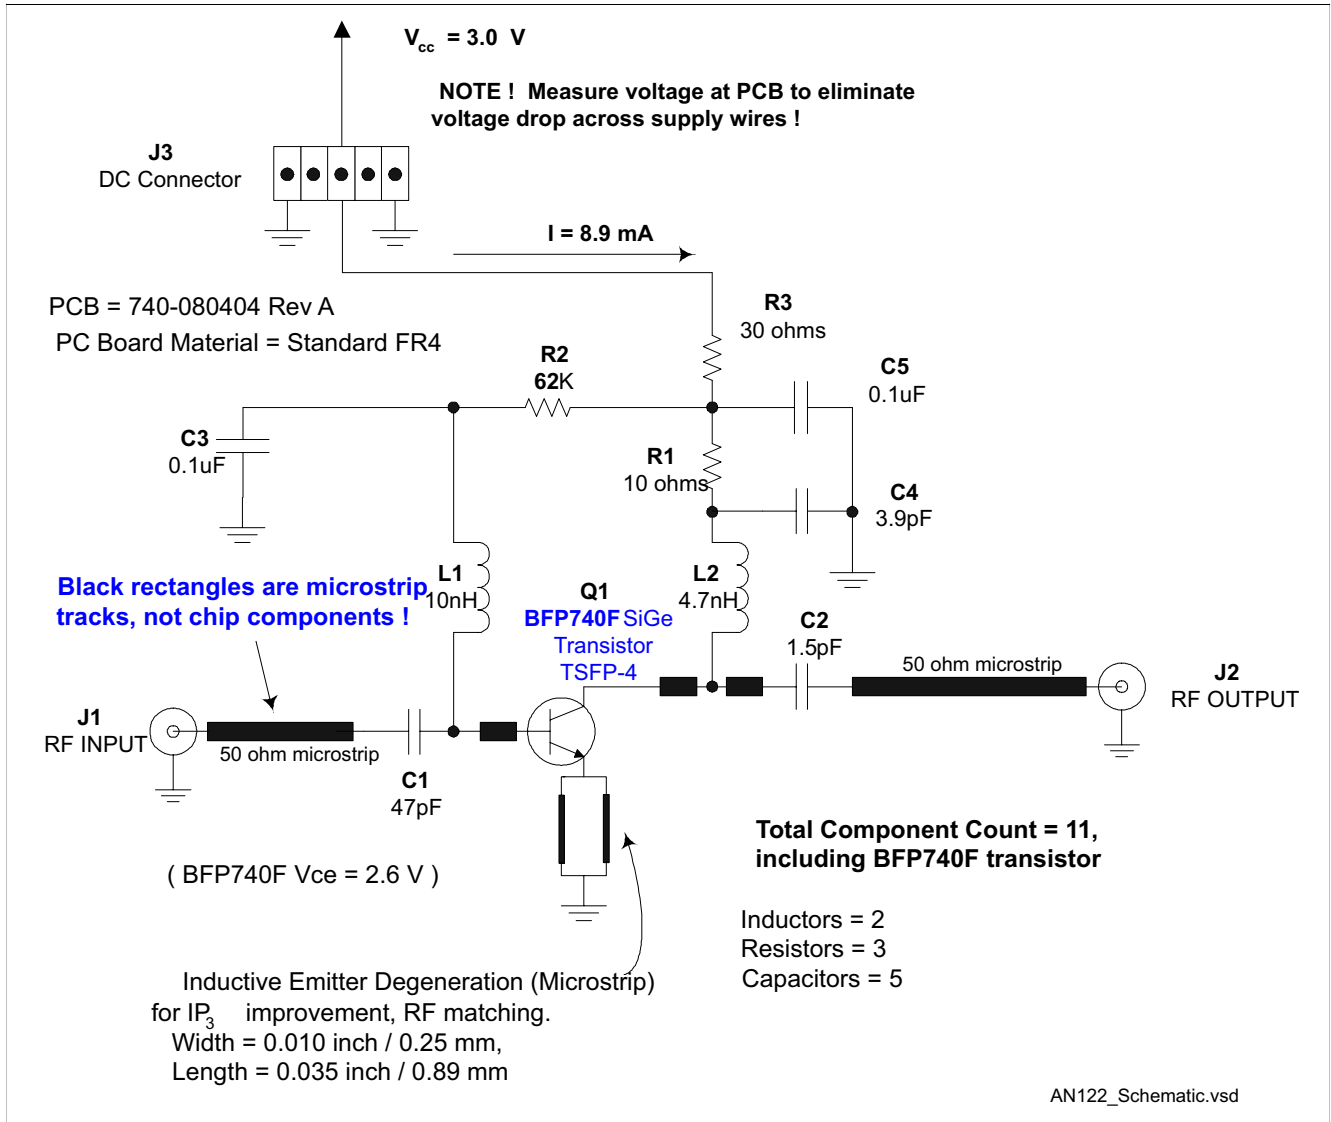 Vcc = 3.0 V
NOTE ! Measure voltage at PCB to eliminate
voltage drop across supply wires !
J3
DC Connector
I = 8.9 mA
PCB = 740-080404 Rev A
PC Board Material = Standard FR4
R3
30 ohms
R2
62K
C5
0.1uF
C3
0.1uF
R1
10 ohms
C4
3.9pF
Black rectangles are microstrip
tracks, not chip components !
L1
10nH
Q1
BFP740F SiGe
Transistor
TSFP-4
L2
4.7nH
C2
1.5pF
50 ohm microstrip
J2
RF OUTPUT
J1
RF INPUT
50 ohm microstrip
C1
47pF
( BFP740F Vce = 2.6 V )
Total Component Count = 11,
including BFP740F transistor
Inductors = 2
Resistors = 3
Capacitors = 5
Inductive Emitter Degeneration (Microstrip)
for IP3 improvement, RF matching.
Width = 0.010 inch / 0.25 mm,
Length = 0.035 inch / 0.89 mm
AN122_Schematic.vsd